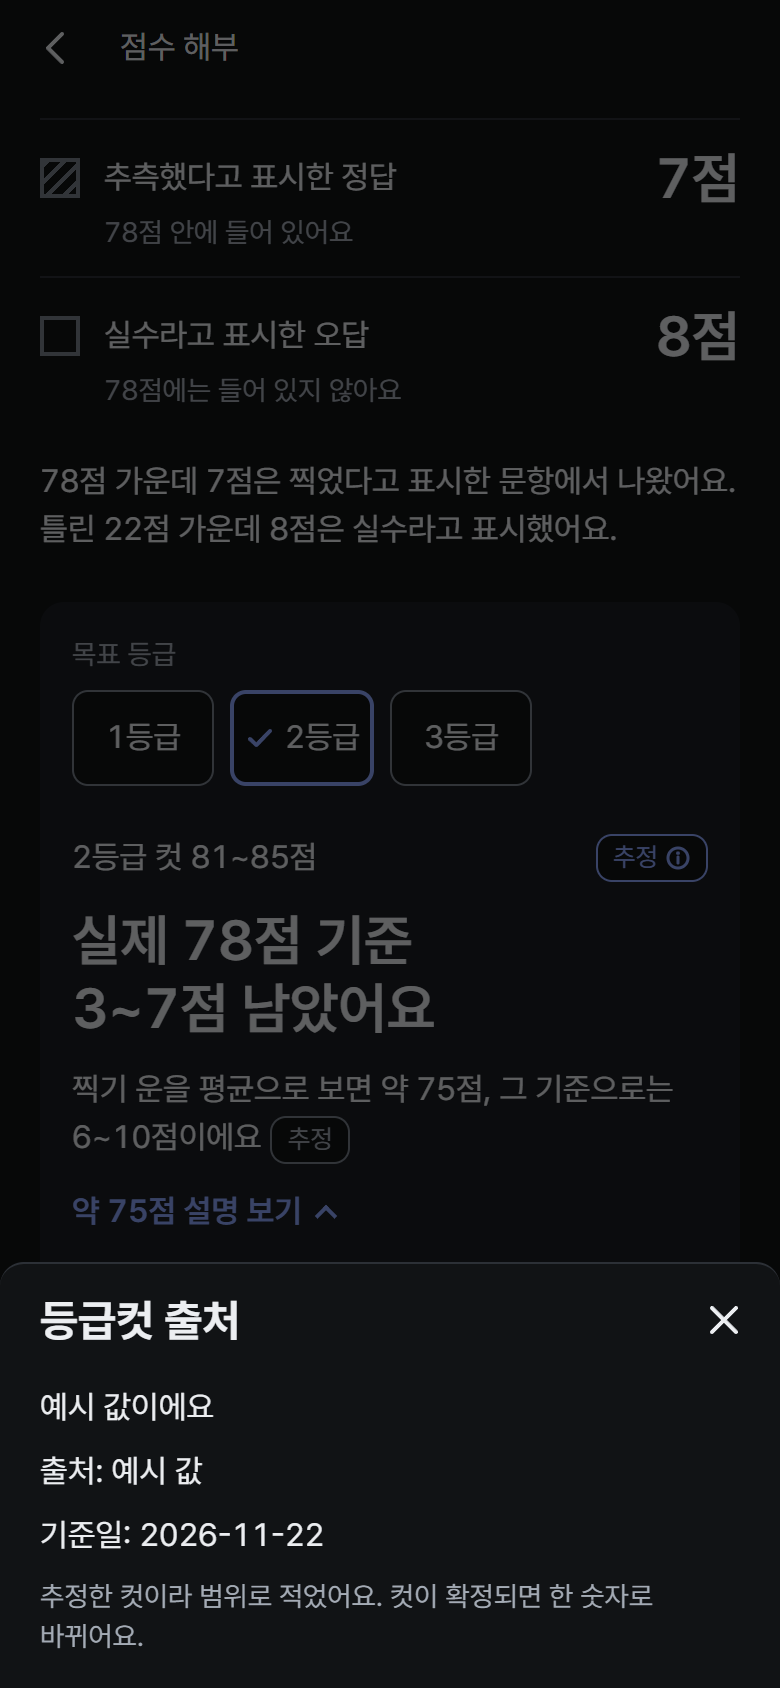 점수 해부
추측했다고 표시한 정답
7점
78점 안에 들어 있어요
실수라고 표시한 오답
8점
78점에는 들어 있지 않아요
78점 가운데 7점은 찍었다고 표시한 문항에서 나왔어요.
틀린 22점 가운데 8점은 실수라고 표시했어요.
목표 등급
1등급
2등급
3등급
2등급 컷 81~85점
추정
실제 78점 기준
3~7점 남았어요
찍기 운을 평균으로 보면 약 75점, 그 기준으로는
6~10점이에요 추정
약 75점 설명 보기
등급컷 출처
예시 값이에요
출처: 예시 값
기준일: 2026-11-22
추정한 컷이라 범위로 적었어요. 컷이 확정되면 한 숫자로
바뀌어요.